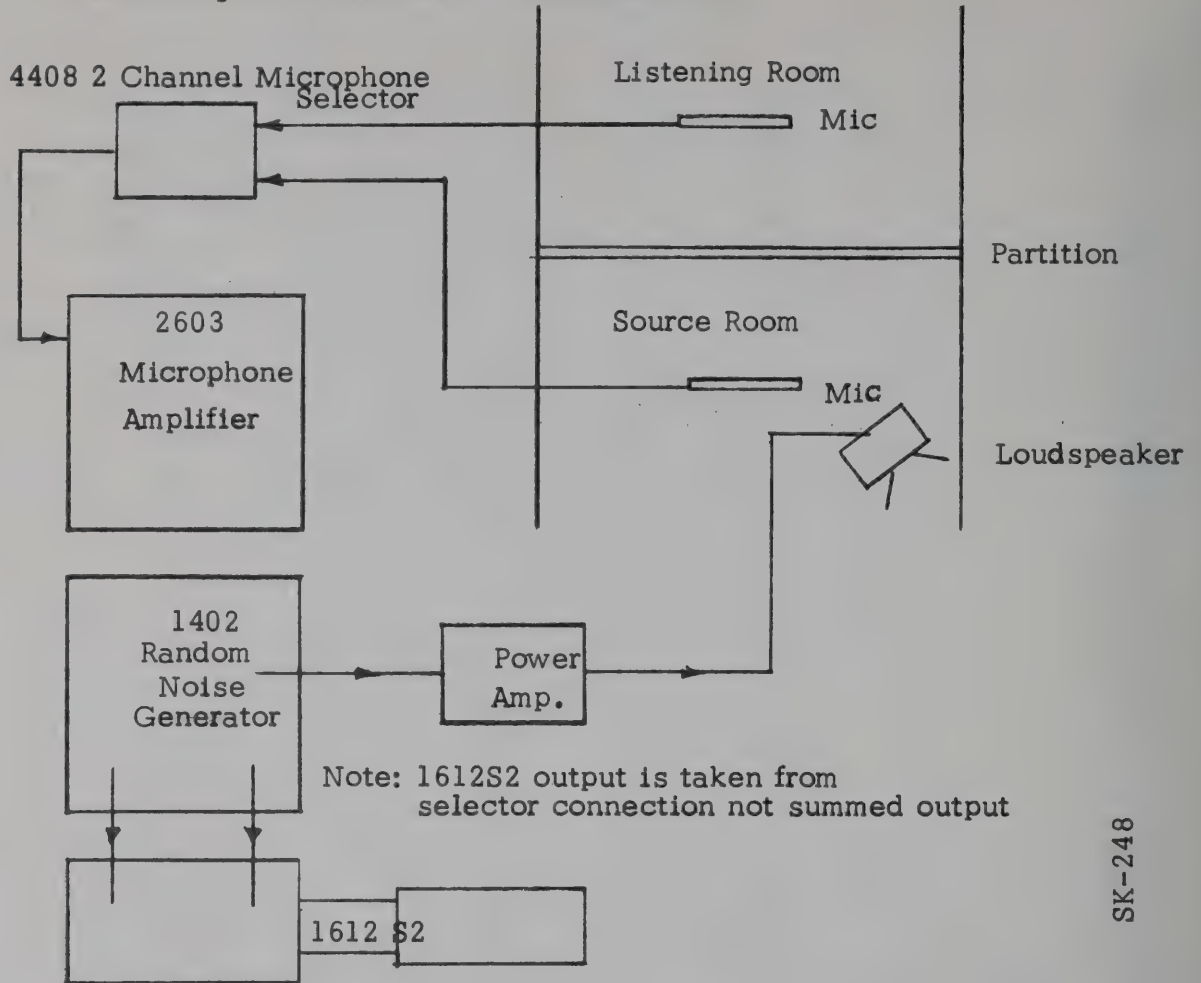 4408 2 Channel Microphone
Selector
Listening Room
Mic
Partition
2603
Microphone
Amplifier
Source Room
Mic
Loudspeaker
1402
Random
Noise
Generator
Power
Amp.
Note: 1612S2 output is taken from
selector connection not summed output
1612 S2
SK-248